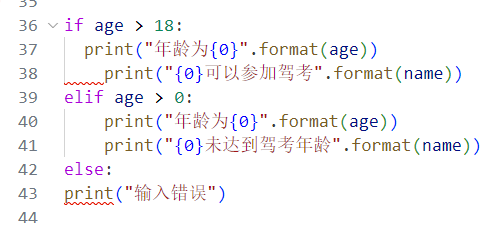 36 if age > 18:
37   print("年龄为{0}".format(age))
38     print("{0}可以参加驾考".format(name))
39 elif age > 0:
40     print("年龄为{0}".format(age))
41     print("{0}未达到驾考年龄".format(name))
42 else:
43 print("输入错误")
44